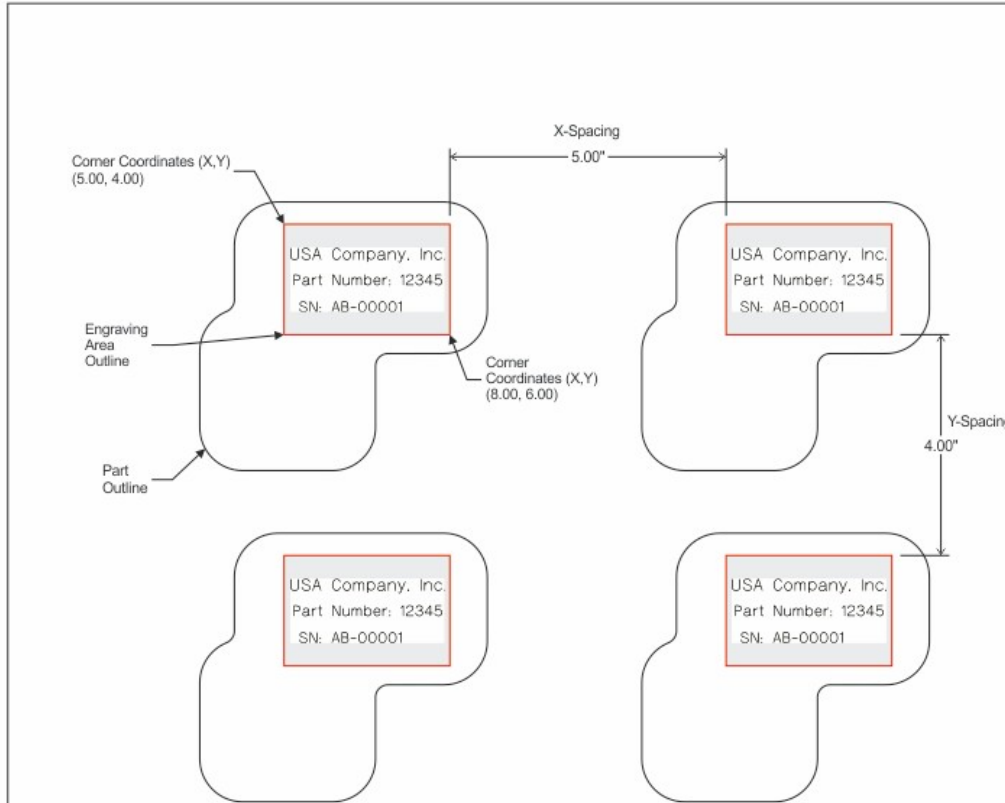 X-Spacing
5.00"
Corner Coordinates (X,Y)
(5.00, 4.00)
USA Company, Inc.
Part Number: 12345
SN: AB-00001
USA Company, Inc.
Part Number: 12345
SN: AB-00001
Engraving
Area
Outline
Corner
Coordinates (X,Y)
(8.00, 6.00)
Y-Spacing
4.00"
Part
Outline
USA Company, Inc.
Part Number: 12345
SN: AB-00001
USA Company, Inc.
Part Number: 12345
SN: AB-00001